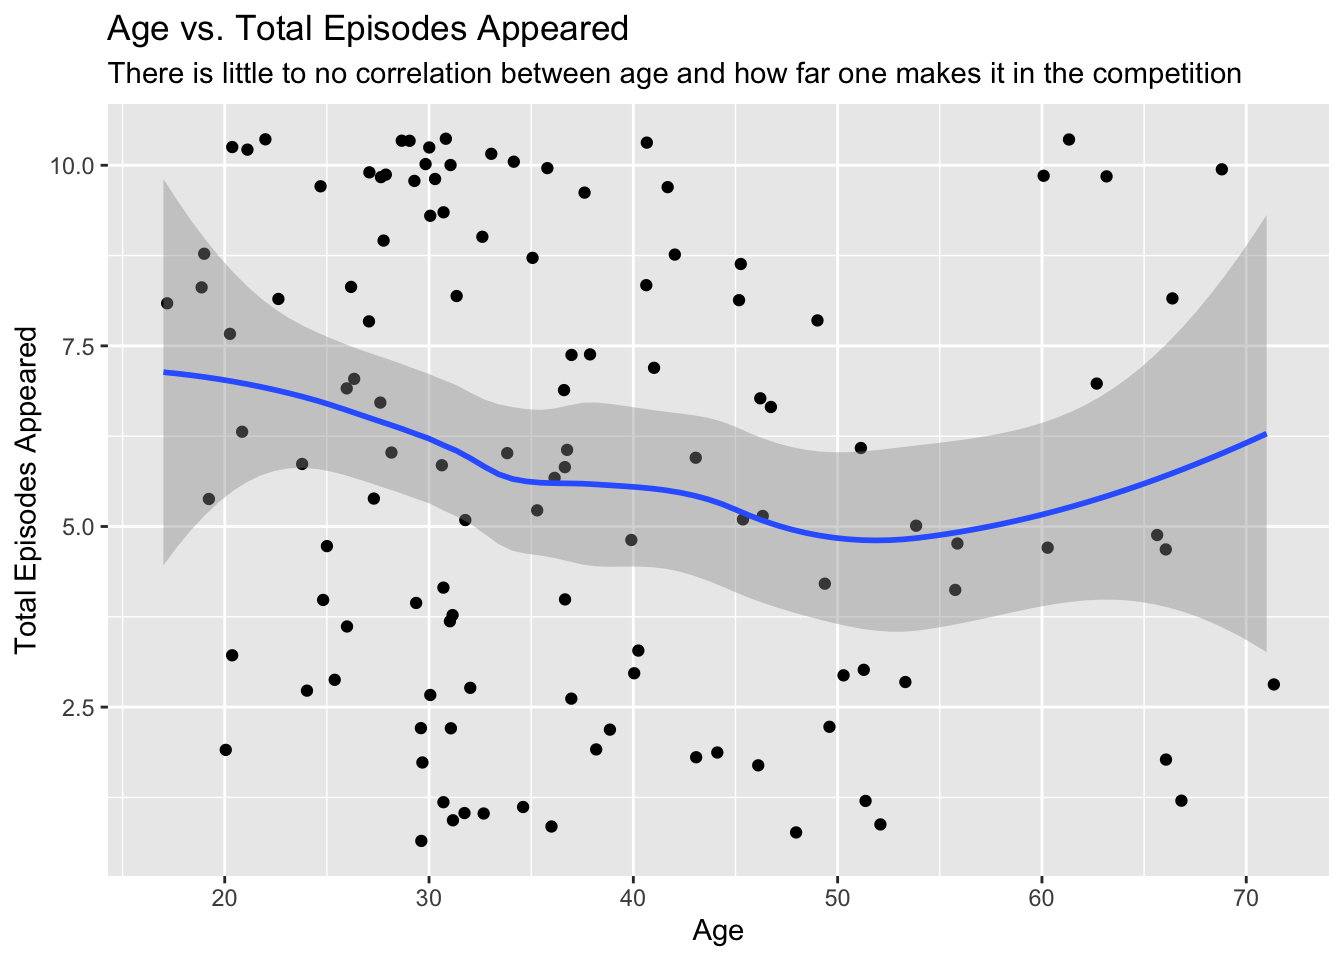 Age vs. Total Episodes Appeared
There is little to no correlation between age and how far one makes it in the competition
10.0
7.5
5.0
2.5
Total Episodes Appeared
20 30 40 50 60 70
Age